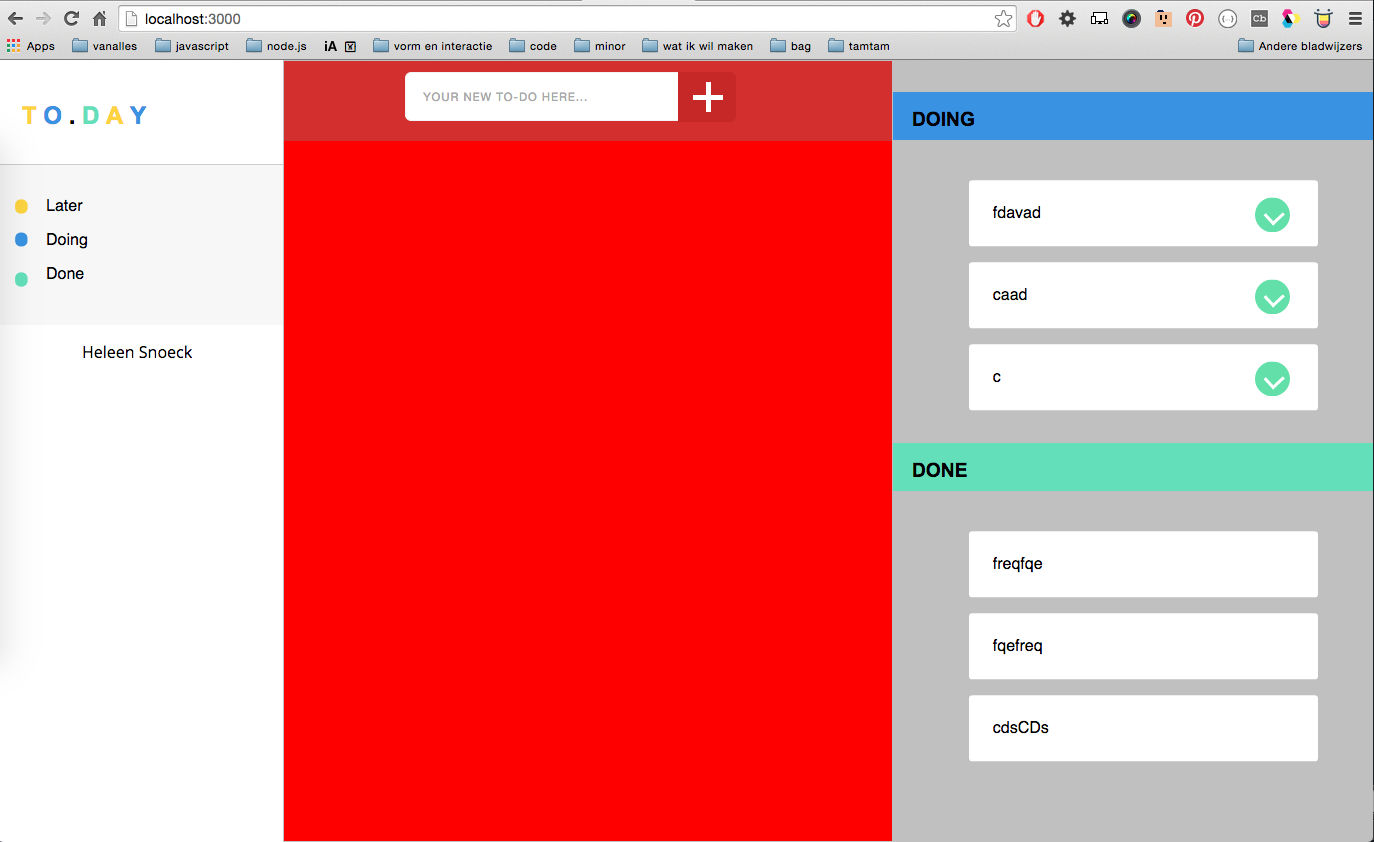 localhost:3000
Apps vanalles javascript node.js iA vorm en interactie code minor wat ik wil maken bag tamtam Andere bladwijzers
TO.DAY
YOUR NEW TO-DO HERE...
Later
Doing
Done
Heleen Snoeck
DOING
fdavad
caad
c
DONE
freqfqe
fqefreq
cdsCDs